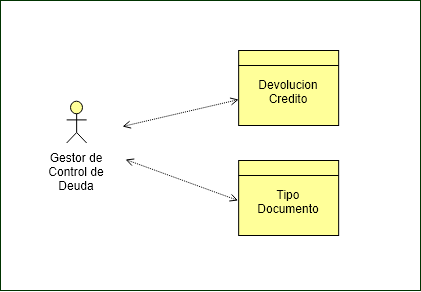 Devolucion
Credito
Gestor de
Control de
Deuda
Tipo
Documento